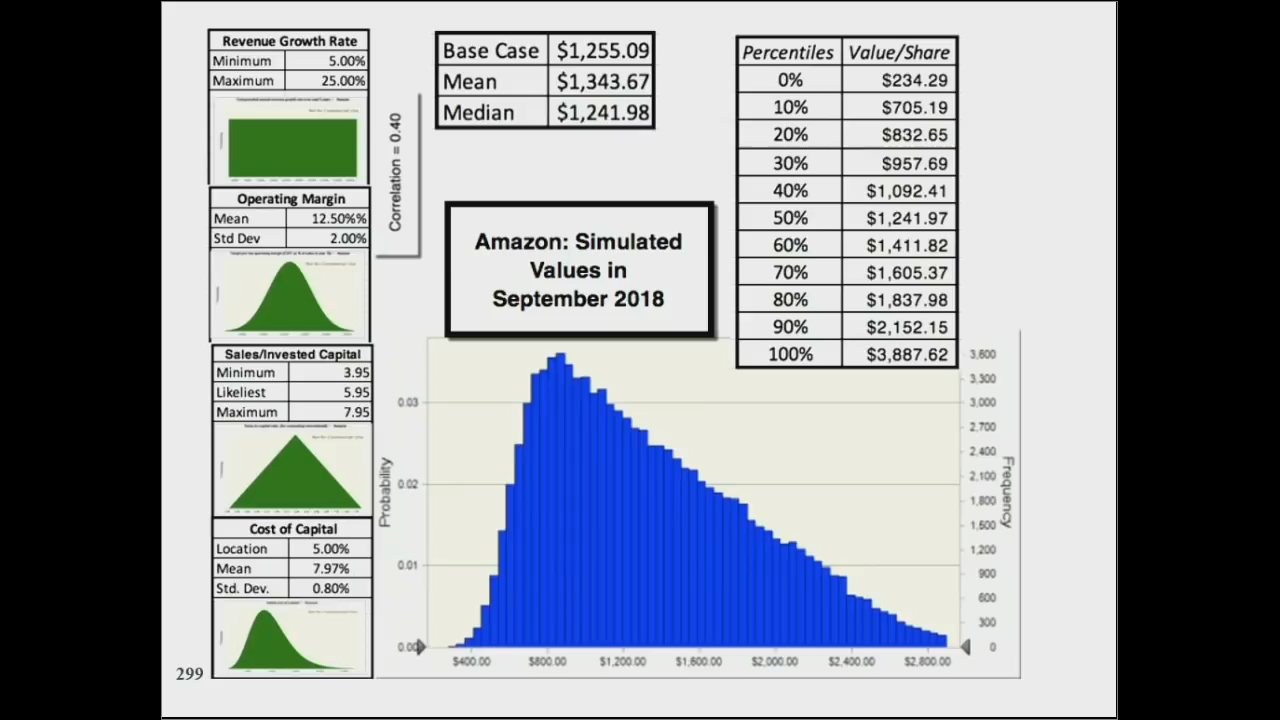 Revenue Growth Rate
Minimum 5.00%
Maximum 25.00%
Correlation = 0.40
Operating Margin
Mean 12.50%%
Std Dev 2.00%
Sales/Invested Capital
Minimum 3.95
Likeliest 5.95
Maximum 7.95
Cost of Capital
Location 5.00%
Mean 7.97%
Std. Dev. 0.80%
299
Base Case $1,255.09
Mean $1,343.67
Median $1,241.98
Amazon: Simulated
Values in
September 2018
Percentiles Value/Share
0% $234.29
10% $705.19
20% $832.65
30% $957.69
40% $1,092.41
50% $1,241.97
60% $1,411.82
70% $1,605.37
80% $1,837.98
90% $2,152.15
100% $3,887.62
Probability
0.03
0.02
0.01
0.00
3,600
3,300
3,000
2,700
2,400
2,100
1,800
1,500
1,200
900
600
300
0
Frequency
$400.00 $800.00 $1,200.00 $1,600.00 $2,000.00 $2,400.00 $2,800.00